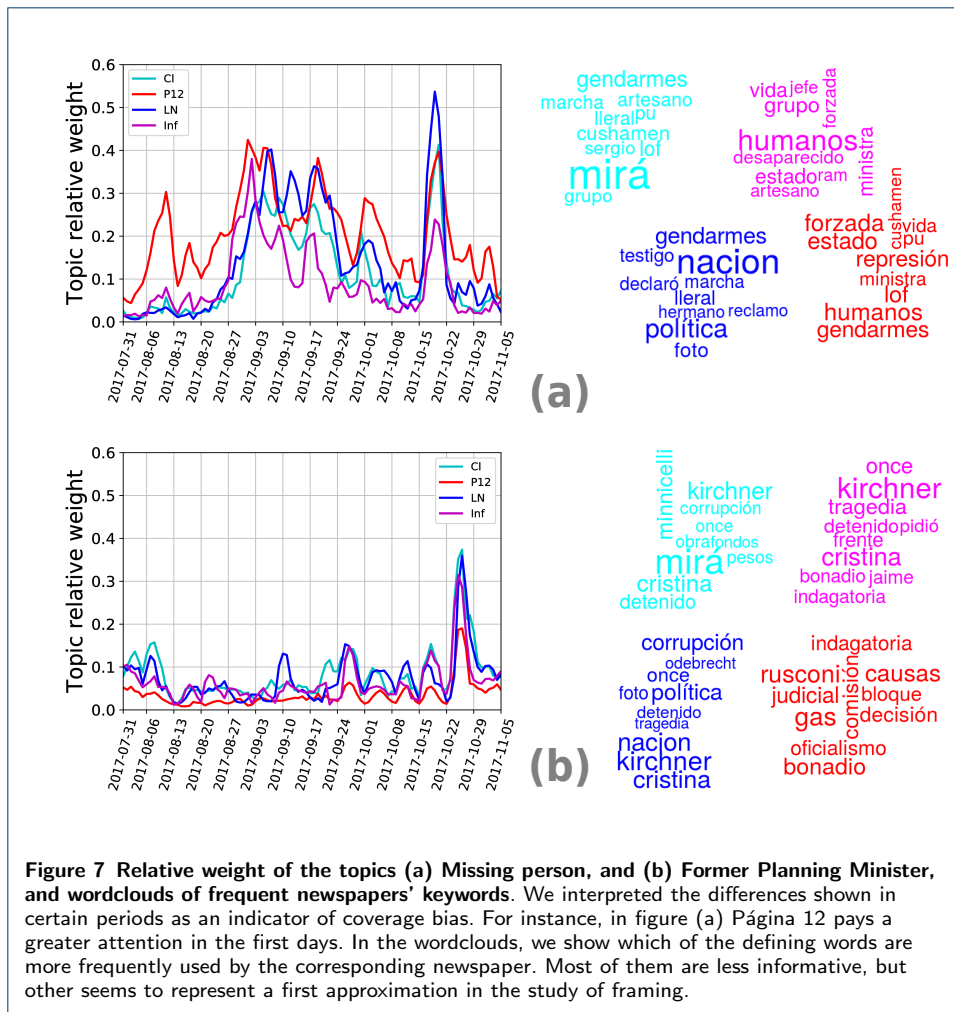 0.6
0.5
0.4
0.3
0.2
0.1
0.0
Topic relative weight
CI
P12
LN
Inf
2017-07-31
2017-08-06
2017-08-13
2017-08-20
2017-08-27
2017-09-03
2017-09-10
2017-09-17
2017-09-24
2017-10-01
2017-10-08
2017-10-15
2017-10-22
2017-10-29
2017-11-05
gendarmes
marcha artesano
lleral pu
cushamen
sergio lof
mirá
grupo
vida jefe
grupo forzada
humanos
desaparecido
estado ram
artesano ministra
gendarmes
testigo nacion
declaró marcha
lleral
hermano reclamo
política
foto
forzada cushamen vida
estado pu
represión
ministra
lof
humanos
gendarmes
(a)
0.6
0.5
0.4
0.3
0.2
0.1
0.0
Topic relative weight
CI
P12
LN
Inf
2017-07-31
2017-08-06
2017-08-13
2017-08-20
2017-08-27
2017-09-03
2017-09-10
2017-09-17
2017-09-24
2017-10-01
2017-10-08
2017-10-15
2017-10-22
2017-10-29
2017-11-05
minnicelli kirchner
corrupción
once
obra fondos
mirá pesos
cristina
detenido
once
kirchner
tragedia
detenido pidió
frente
cristina
bonadio jaime
indagatoria
corrupción
odebrecht
once
foto política
detenido
tragedia
nacion
kirchner
cristina
indagatoria
rusconi comisión causas
judicial bloque
gas decisión
oficialismo
bonadio
(b)
Figure 7 Relative weight of the topics (a) Missing person, and (b) Former Planning Minister,
and wordclouds of frequent newspapers' keywords. We interpreted the differences shown in
certain periods as an indicator of coverage bias. For instance, in figure (a) Página 12 pays a
greater attention in the first days. In the wordclouds, we show which of the defining words are
more frequently used by the corresponding newspaper. Most of them are less informative, but
other seems to represent a first approximation in the study of framing.